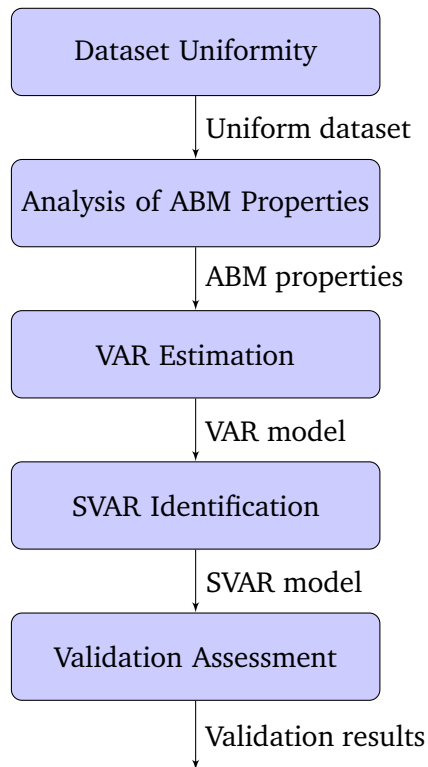 Dataset Uniformity
Uniform dataset
Analysis of ABM Properties
ABM properties
VAR Estimation
VAR model
SVAR Identification
SVAR model
Validation Assessment
Validation results